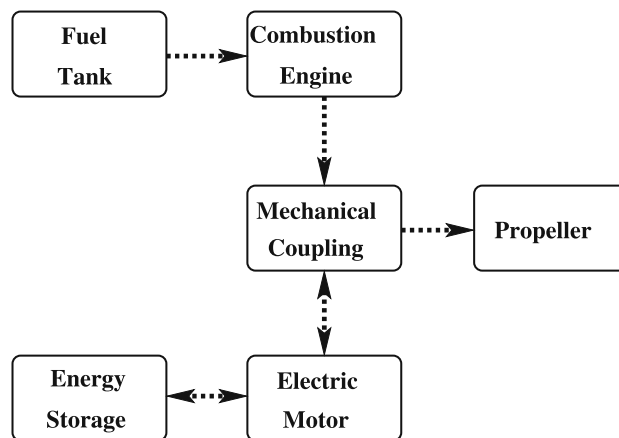 Fuel
Tank
Combustion
Engine
Mechanical
Coupling
Propeller
Energy
Storage
Electric
Motor